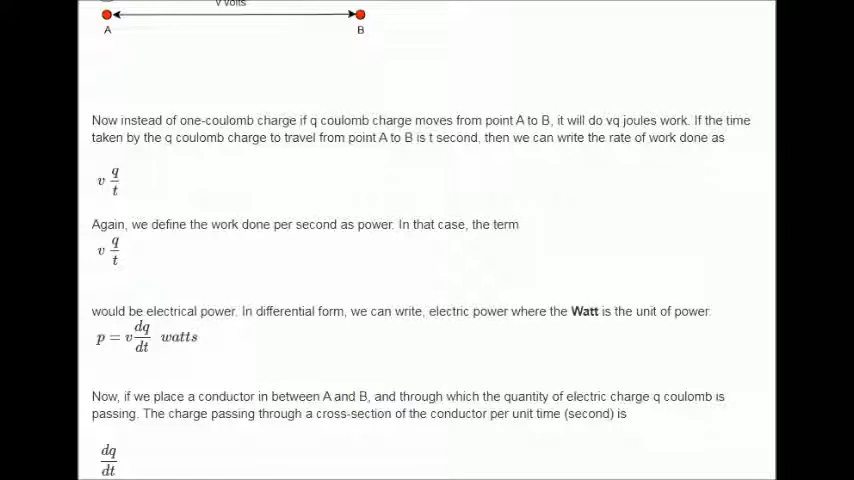 v volts
A
B
Now instead of one-coulomb charge if q coulomb charge moves from point A to B, it will do vq joules work. If the time
taken by the q coulomb charge to travel from point A to B is t second, then we can write the rate of work done as
v q/t
Again, we define the work done per second as power. In that case, the term
v q/t
would be electrical power. In differential form, we can write, electric power where the Watt is the unit of power.
p = v dq/dt watts
Now, if we place a conductor in between A and B, and through which the quantity of electric charge q coulomb is
passing. The charge passing through a cross-section of the conductor per unit time (second) is
dq/dt